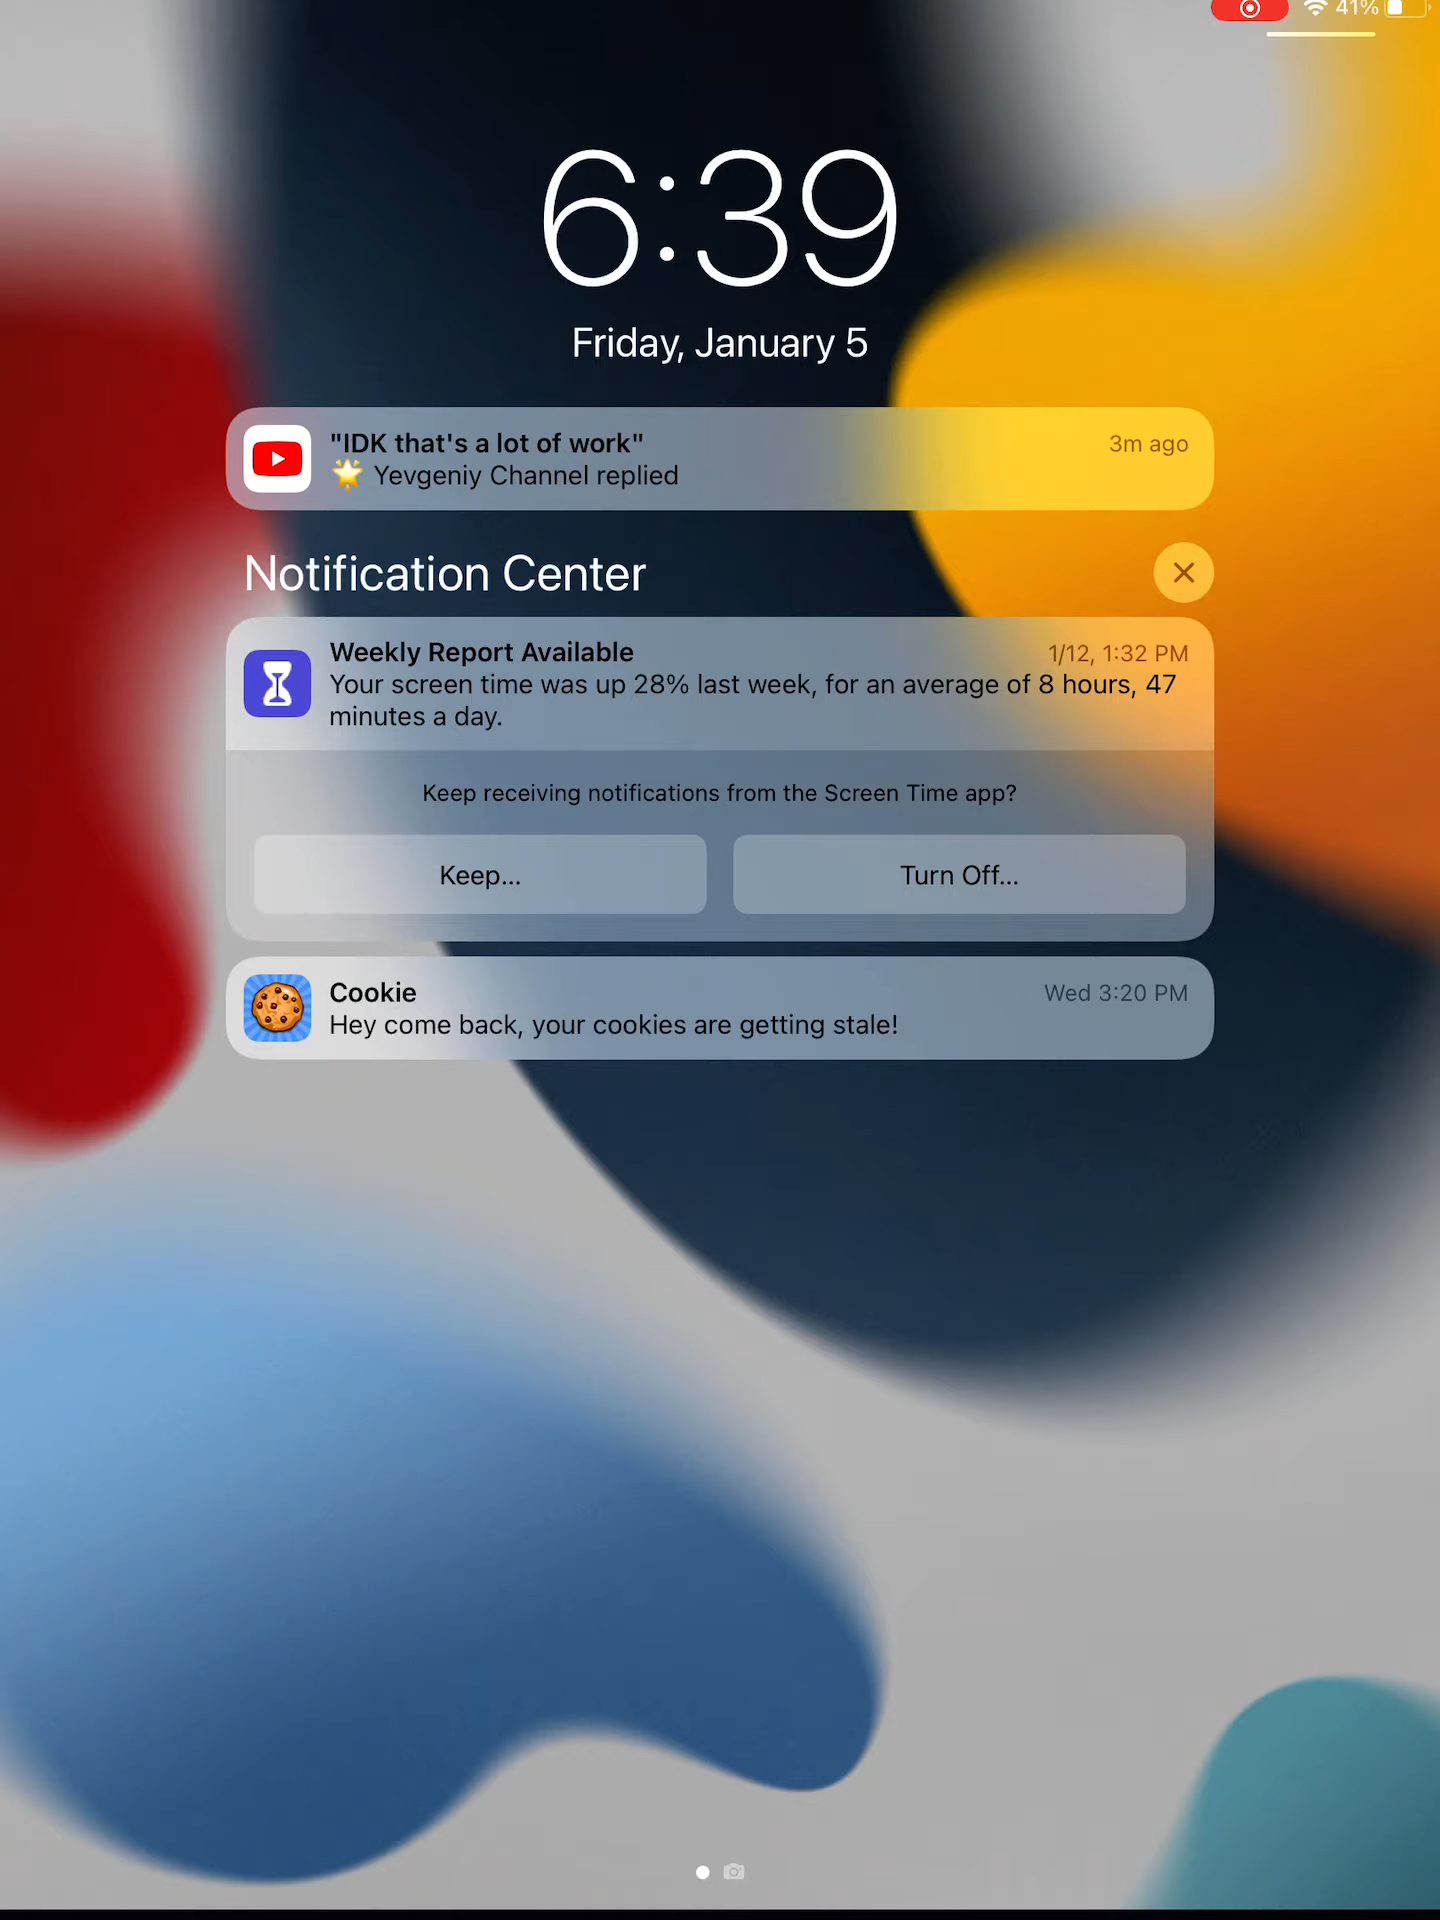 41%
6:39
Friday, January 5
"IDK that's a lot of work"
3m ago
🌟 Yevgeniy Channel replied
Notification Center
Weekly Report Available
1/12, 1:32 PM
Your screen time was up 28% last week, for an average of 8 hours, 47
minutes a day.
Keep receiving notifications from the Screen Time app?
Keep...
Turn Off...
Cookie
Wed 3:20 PM
Hey come back, your cookies are getting stale!